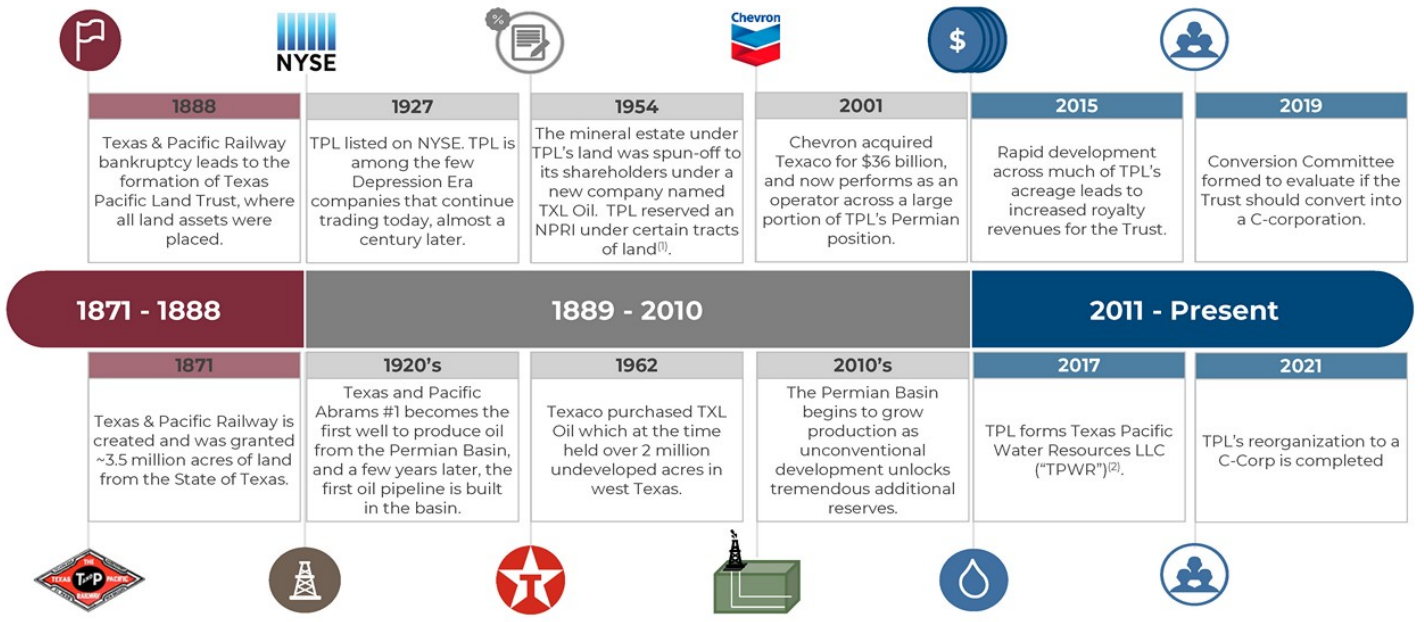 Chevron
NYSE
%
$
1888
Texas & Pacific Railway
bankruptcy leads to the
formation of Texas
Pacific Land Trust, where
all land assets were
placed.
1927
TPL listed on NYSE. TPL is
among the few
Depression Era
companies that continue
trading today, almost a
century later.
1954
The mineral estate under
TPL’s land was spun-off to
its shareholders under a
new company named
TXL Oil. TPL reserved an
NPRI under certain tracts
of land(1).
2001
Chevron acquired
Texaco for $36 billion,
and now performs as an
operator across a large
portion of TPL’s Permian
position.
2015
Rapid development
across much of TPL’s
acreage leads to
increased royalty
revenues for the Trust.
2019
Conversion Committee
formed to evaluate if the
Trust should convert into
a C-corporation.
1871 - 1888
1889 - 2010
2011 - Present
1871
Texas & Pacific Railway is
created and was granted
~3.5 million acres of land
from the State of Texas.
1920’s
Texas and Pacific
Abrams #1 becomes the
first well to produce oil
from the Permian Basin,
and a few years later, the
first oil pipeline is built
in the basin.
1962
Texaco purchased TXL
Oil which at the time
held over 2 million
undeveloped acres in
west Texas.
2010’s
The Permian Basin
begins to grow
production as
unconventional
development unlocks
tremendous additional
reserves.
2017
TPL forms Texas Pacific
Water Resources LLC
(“TPWR”)(2).
2021
TPL’s reorganization to a
C-Corp is completed
THE
TEXAS T AND P PACIFIC
RAILWAY
T